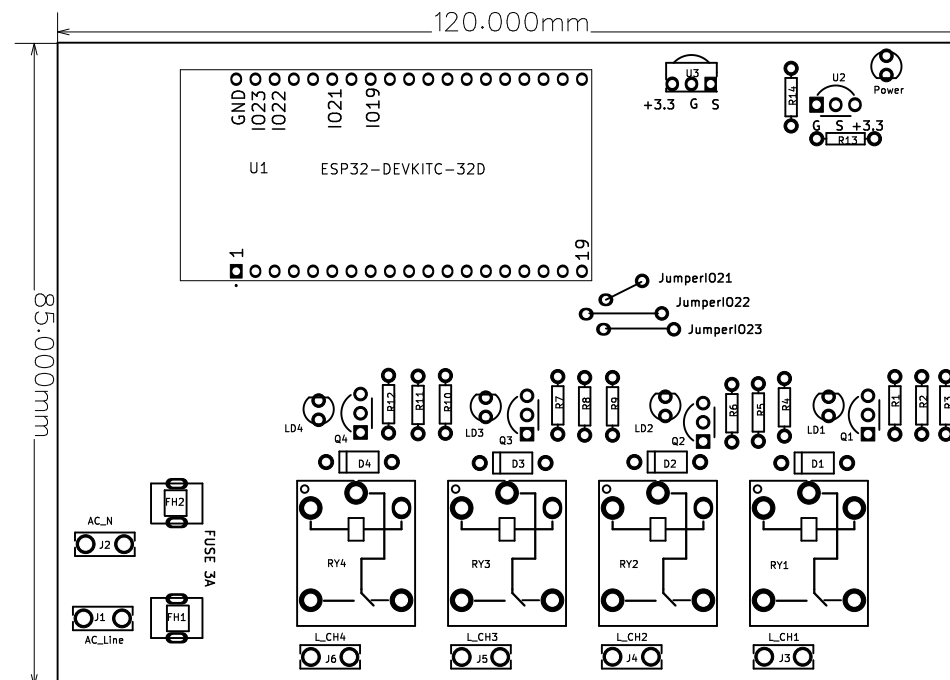 120.000mm
85.000mm
GND
IO23
IO22
IO21
IO19
U1 ESP32-DEVKITC-32D
1
19
U3
+3.3 G S
R14
U2
Power
G S +3.3
R13
JumperIO21
JumperIO22
JumperIO23
LD4
Q4
R12
R11
R10
LD3
Q3
R7
R8
R9
LD2
Q2
R6
R5
R4
LD1
Q1
R1
R2
R3
D4
D3
D2
D1
FH2
AC_N
J2
FUSE 3A
RY4
RY3
RY2
RY1
J1
AC_Line
FH1
L_CH4
J6
L_CH3
J5
L_CH2
J4
L_CH1
J3